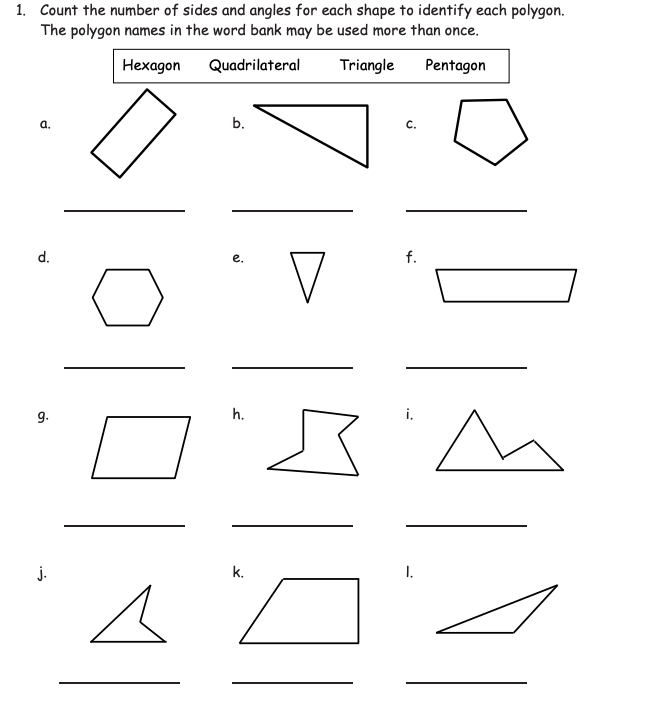 1. Count the number of sides and angles for each shape to identify each polygon.
The polygon names in the word bank may be used more than once.
Hexagon Quadrilateral Triangle Pentagon
a. b. c.
d. e. f.
g. h. i.
j. k. l.